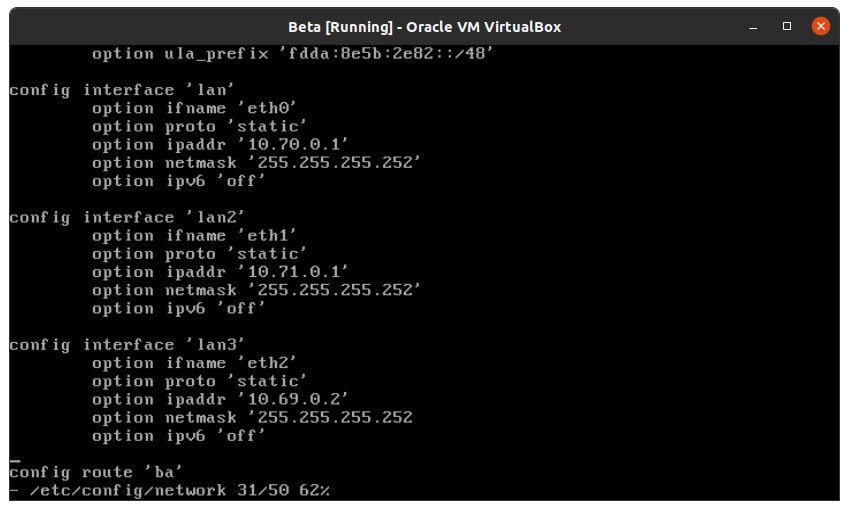 Beta [Running] - Oracle VM VirtualBox
option ula_prefix 'fdda:8e5b:2e82::/48'
config interface 'lan'
option ifname 'eth0'
option proto 'static'
option ipaddr '10.70.0.1'
option netmask '255.255.255.252'
option ipv6 'off'
config interface 'lan2'
option ifname 'eth1'
option proto 'static'
option ipaddr '10.71.0.1'
option netmask '255.255.255.252'
option ipv6 'off'
config interface 'lan3'
option ifname 'eth2'
option proto 'static'
option ipaddr '10.69.0.2'
option netmask '255.255.255.252
option ipv6 'off'
config route 'ba'
- /etc/config/network 31/50 62%